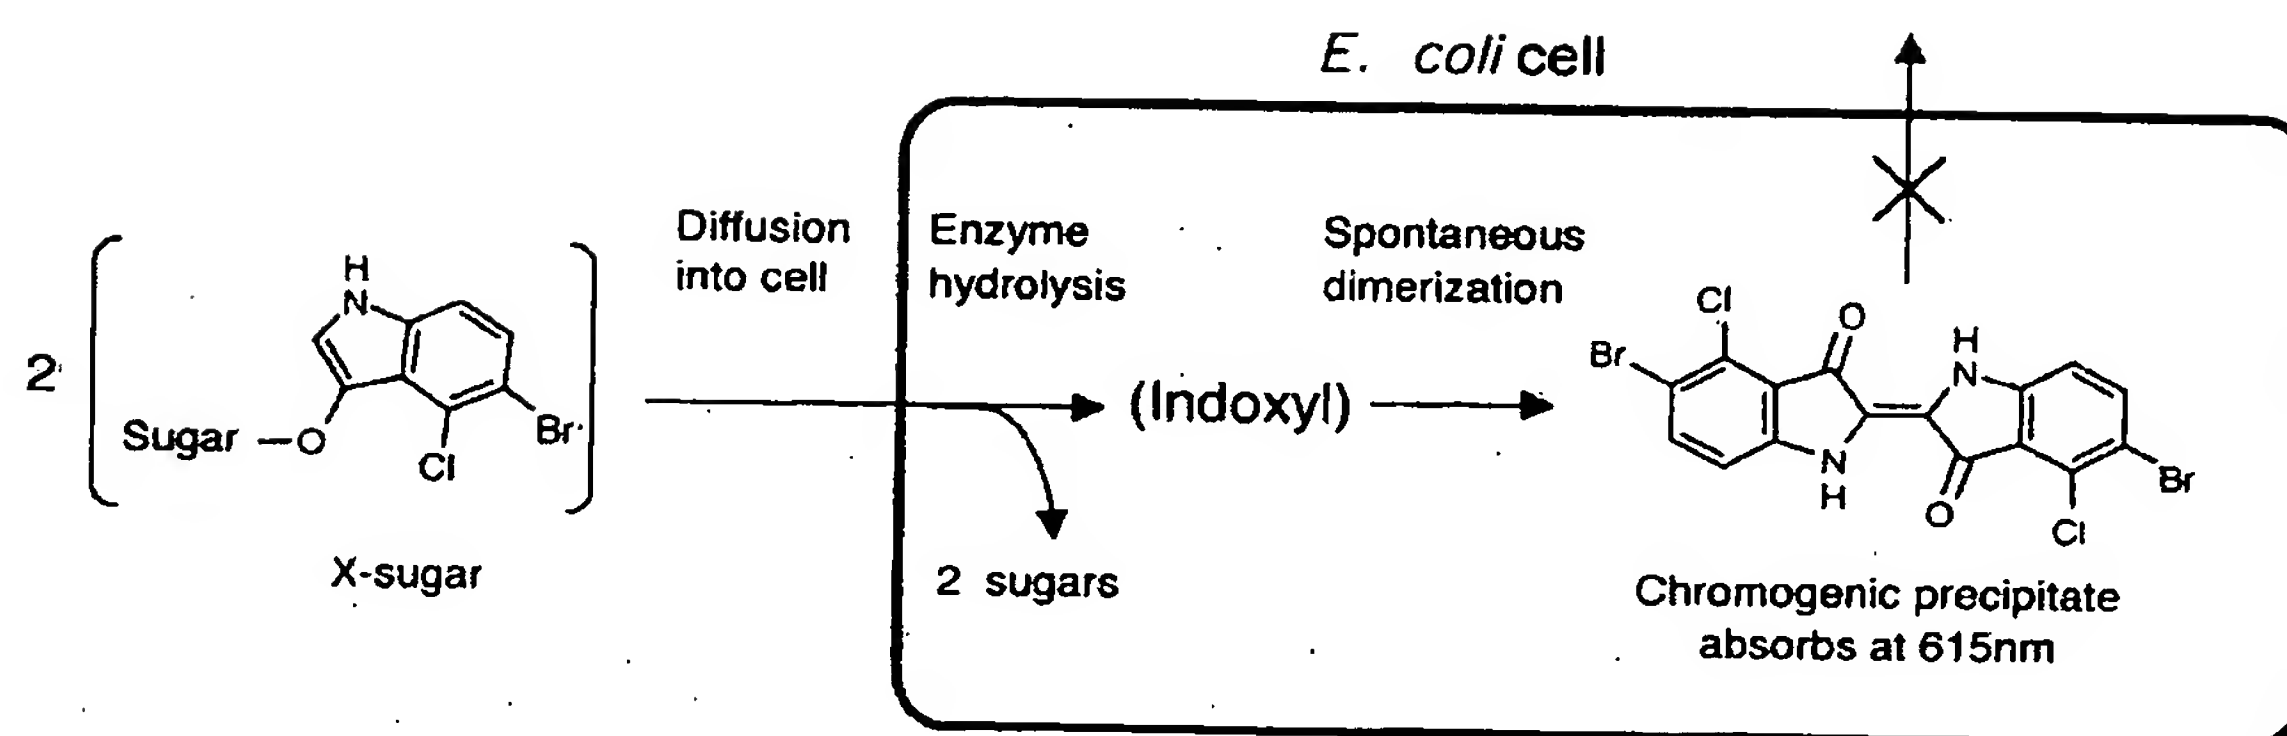 E. coli cell
Diffusion
into cell
Enzyme
hydrolysis
Spontaneous
dimerization
2
H
N
Sugar
O
Cl
Br
X-sugar
(Indoxyl)
2 sugars
Cl
O
H
Br
N
N
H
O
Br
Cl
Chromogenic precipitate
absorbs at 615nm